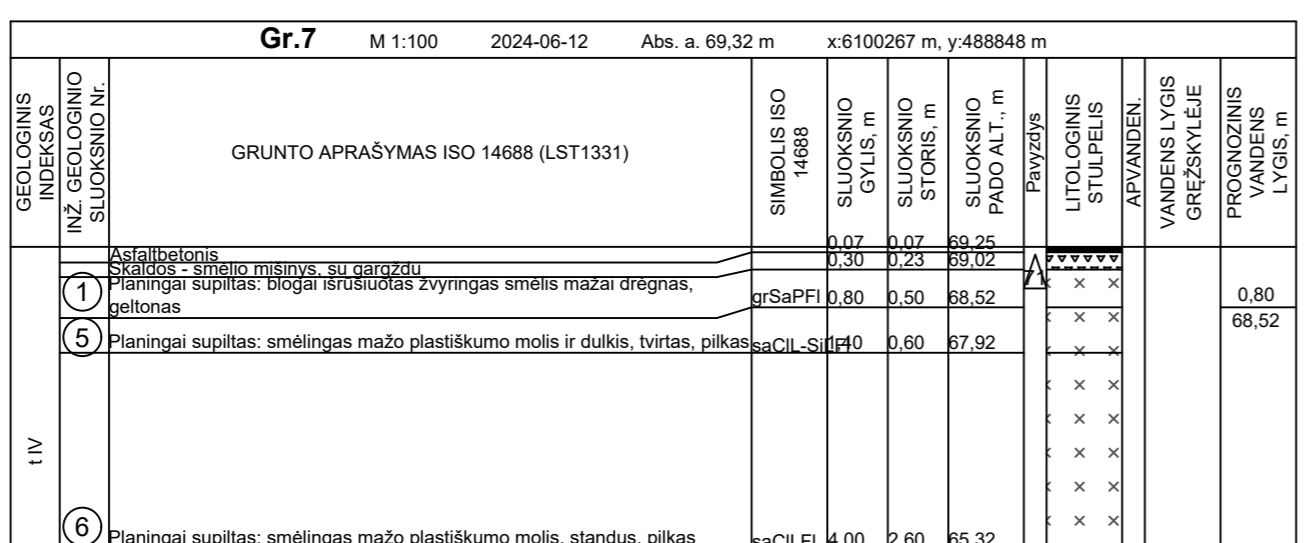 Gr.7 M 1:100 2024-06-12 Abs. a. 69,32 m x:6100267 m, y:488848 m
GEOLOGINIS
INDEKSAS
INŽ. GEOLOGINIO
SLUOKSNIO Nr.
GRUNTO APRAŠYMAS ISO 14688 (LST1331)
SIMBOLIS ISO
14688
SLUOKSNIO
GYLIS, m
SLUOKSNIO
STORIS, m
SLUOKSNIO
PADO ALT., m
Pavyzdys
LITOLOGINIS
STULPELIS
APVANDEN.
VANDENS LYGIS
GRĘŽSKYLĖJE
PROGNOZINIS
VANDENS
LYGIS, m
Asfaltbetonis 0,07 0,07 69,25
Skaldos - smėlio mišinys, su gargždu 0,30 0,23 69,02
71
1 Planingai supiltas: blogai išrūšiuotas žvyringas smėlis mažai drėgnas,
geltonas grSaPFl 0,80 0,50 68,52
0,80
68,52
5 Planingai supiltas: smėlingas mažo plastiškumo molis ir dulkis, tvirtas, pilkas saClL-SiLFl 1,40 0,60 67,92
t IV
6 Planingai supiltas: smėlingas mažo plastiškumo molis, standus, pilkas saClLFl 4,00 2,60 65,32